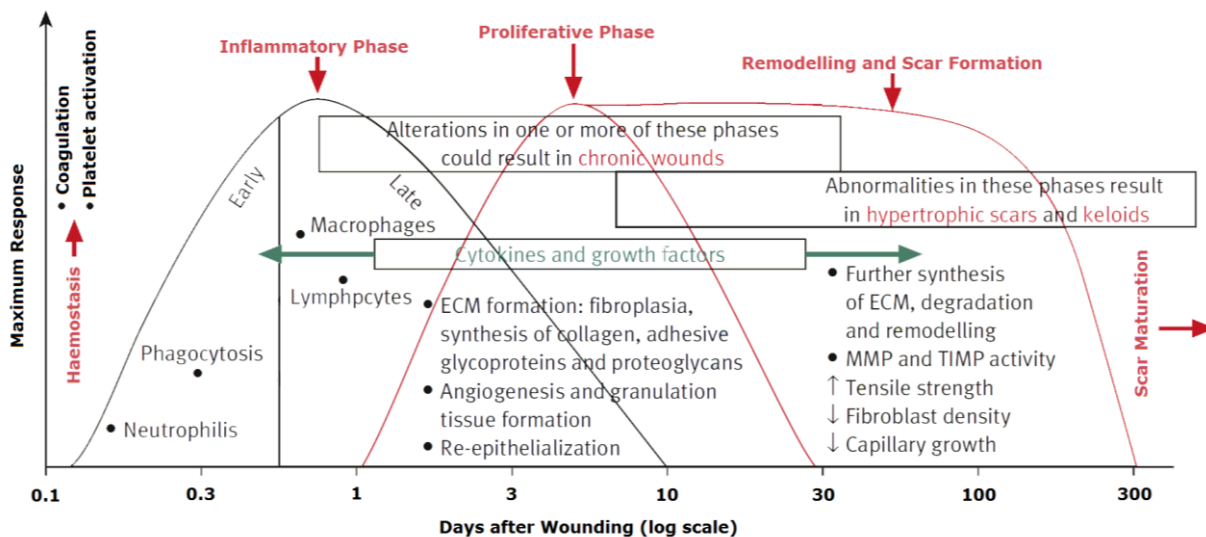 Maximum Response
Haemostasis
• Coagulation
• Platelet activation
Inflammatory Phase
Proliferative Phase
Remodelling and Scar Formation
Early
Late
Alterations in one or more of these phases
could result in chronic wounds
Abnormalities in these phases result
in hypertrophic scars and keloids
• Macrophages
Cytokines and growth factors
Lymphpcytes
Phagocytosis
• Neutrophilis
• ECM formation: fibroplasia,
synthesis of collagen, adhesive
glycoproteins and proteoglycans
• Angiogenesis and granulation
tissue formation
• Re-epithelialization
• Further synthesis
of ECM, degradation
and remodelling
• MMP and TIMP activity
↑ Tensile strength
↓ Fibroblast density
↓ Capillary growth
Scar Maturation
0.1 0.3 1 3 10 30 100 300
Days after Wounding (log scale)